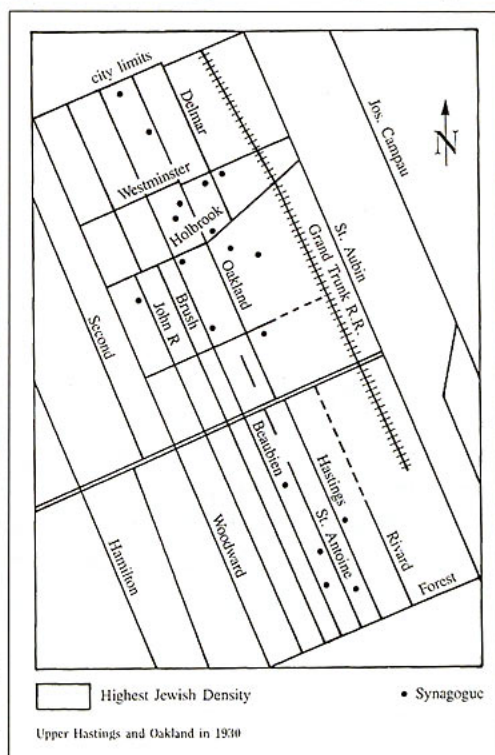 city limits
Delmar
Jos. Campau
N
Westminster
Holbrook
St. Aubin
Grand Trunk R.R.
Oakland
Second
John R
Brush
Beaubien
Hastings
St. Antoine
Woodward
Hamilton
Rivard
Forest
Highest Jewish Density
• Synagogue
Upper Hastings and Oakland in 1930